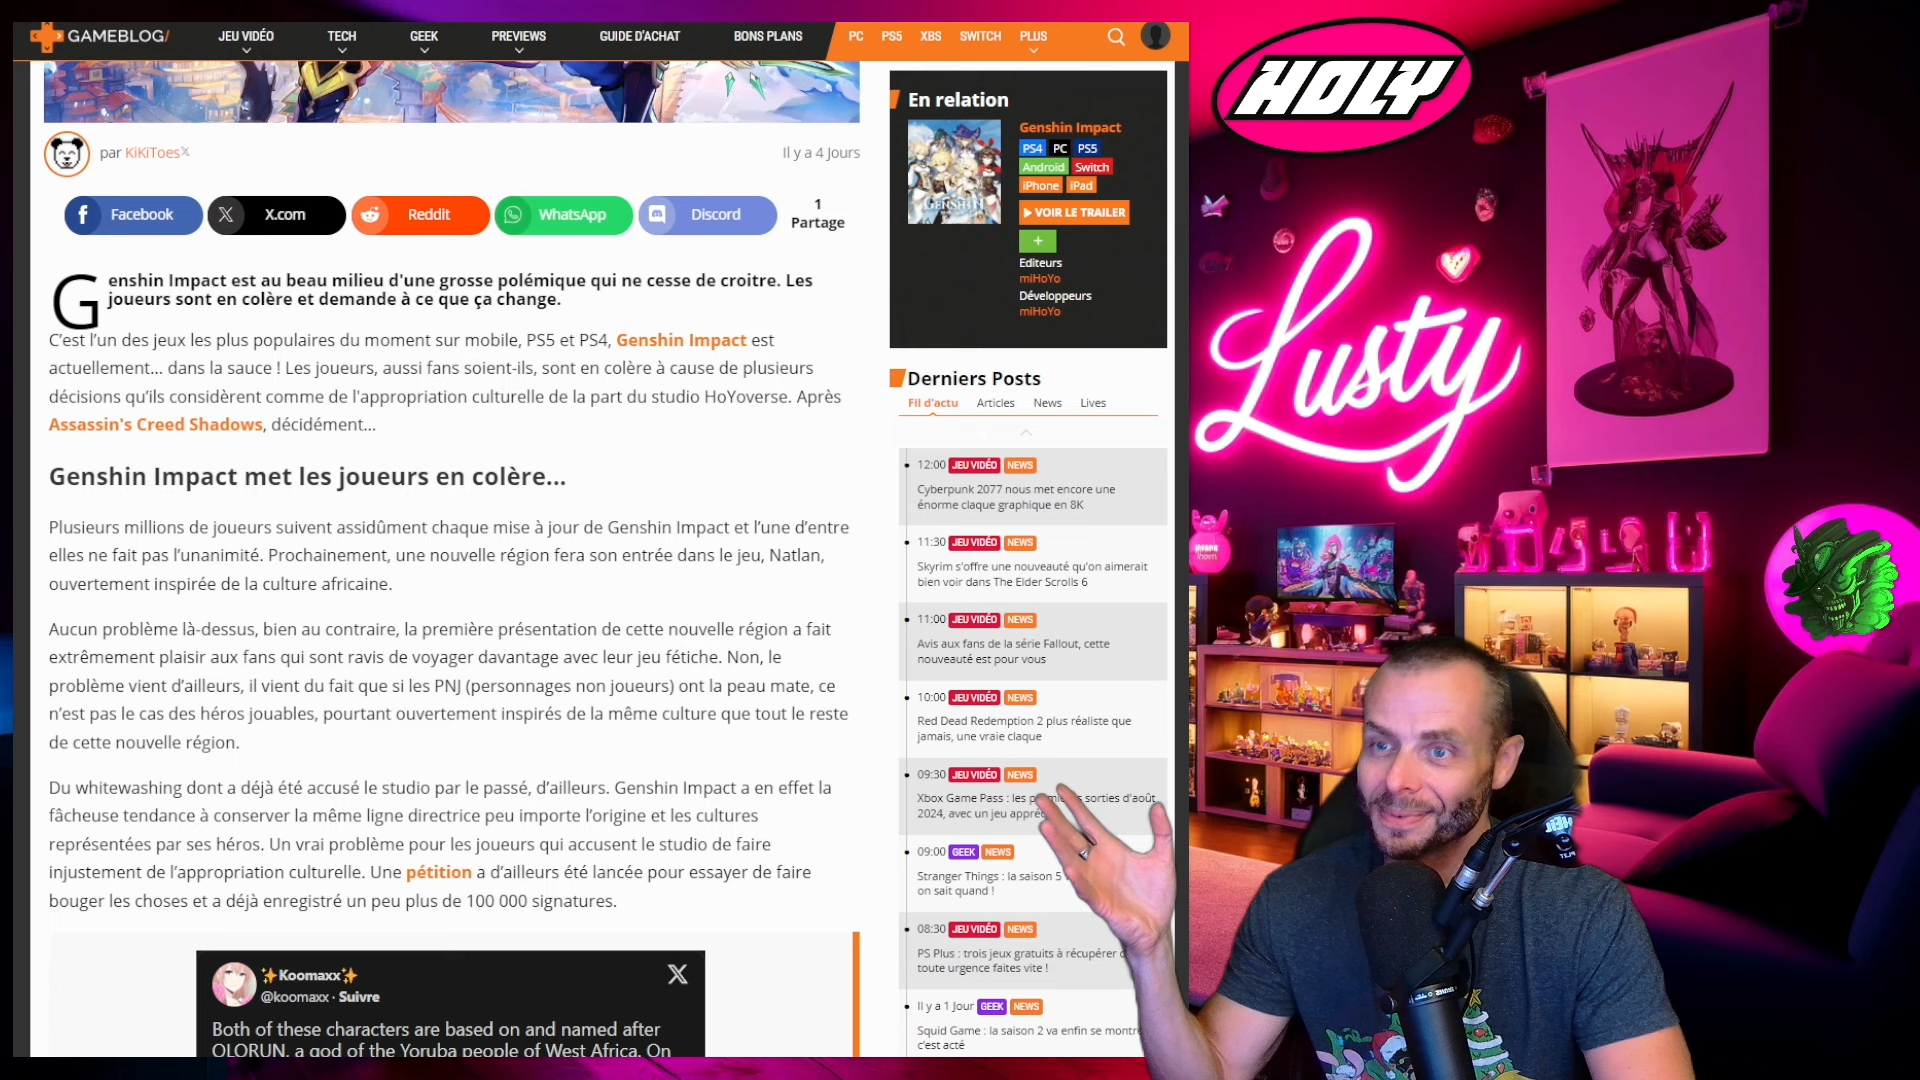 GAMEBLOG/
JEU VIDÉO
TECH
GEEK
PREVIEWS
GUIDE D'ACHAT
BONS PLANS
PC
PS5
XBS
SWITCH
PLUS
par KiKiToes
Il y a 4 Jours
Facebook
X.com
Reddit
WhatsApp
Discord
1
Partage
Genshin Impact est au beau milieu d'une grosse polémique qui ne cesse de croitre. Les
joueurs sont en colère et demande à ce que ça change.
C'est l'un des jeux les plus populaires du moment sur mobile, PS5 et PS4, Genshin Impact est
actuellement... dans la sauce ! Les joueurs, aussi fans soient-ils, sont en colère à cause de plusieurs
décisions qu'ils considèrent comme de l'appropriation culturelle de la part du studio HoYoverse. Après
Assassin's Creed Shadows, décidément...
Genshin Impact met les joueurs en colère...
Plusieurs millions de joueurs suivent assidûment chaque mise à jour de Genshin Impact et l'une d'entre
elles ne fait pas l'unanimité. Prochainement, une nouvelle région fera son entrée dans le jeu, Natlan,
ouvertement inspirée de la culture africaine.
Aucun problème là-dessus, bien au contraire, la première présentation de cette nouvelle région a fait
extrêmement plaisir aux fans qui sont ravis de voyager davantage avec leur jeu fétiche. Non, le
problème vient d'ailleurs, il vient du fait que si les PNJ (personnages non joueurs) ont la peau mate, ce
n'est pas le cas des héros jouables, pourtant ouvertement inspirés de la même culture que tout le reste
de cette nouvelle région.
Du whitewashing dont a déjà été accusé le studio par le passé, d'ailleurs. Genshin Impact a en effet la
fâcheuse tendance à conserver la même ligne directrice peu importe l'origine et les cultures
représentées par ses héros. Un vrai problème pour les joueurs qui accusent le studio de faire
injustement de l'appropriation culturelle. Une pétition a d'ailleurs été lancée pour essayer de faire
bouger les choses et a déjà enregistré un peu plus de 100 000 signatures.
✨Koomaxx✨
@koomaxx · Suivre
Both of these characters are based on and named after
OLORUN, a god of the Yoruba people of West Africa. On
En relation
GENSHIN
Genshin Impact
PS4 PC PS5
Android Switch
iPhone iPad
VOIR LE TRAILER
+
Editeurs
miHoYo
Développeurs
miHoYo
Derniers Posts
Fil d'actu
Articles
News
Lives
12:00 JEU VIDÉO NEWS
Cyberpunk 2077 nous met encore une
énorme claque graphique en 8K
11:30 JEU VIDÉO NEWS
Skyrim s'offre une nouveauté qu'on aimerait
bien voir dans The Elder Scrolls 6
11:00 JEU VIDÉO NEWS
Avis aux fans de la série Fallout, cette
nouveauté est pour vous
10:00 JEU VIDÉO NEWS
Red Dead Redemption 2 plus réaliste que
jamais, une vraie claque
09:30 JEU VIDÉO NEWS
Xbox Game Pass : les sorties d'août
2024, avec un jeu
09:00 GEEK NEWS
Stranger Things : la saison 5
on sait quand !
08:30 JEU VIDÉO NEWS
PS Plus : trois jeux gratuits à récupérer
toute urgence faites vite !
Il y a 1 Jour GEEK NEWS
Squid Game : la saison 2 va enfin se
c'est acté
HOLY
Lusty